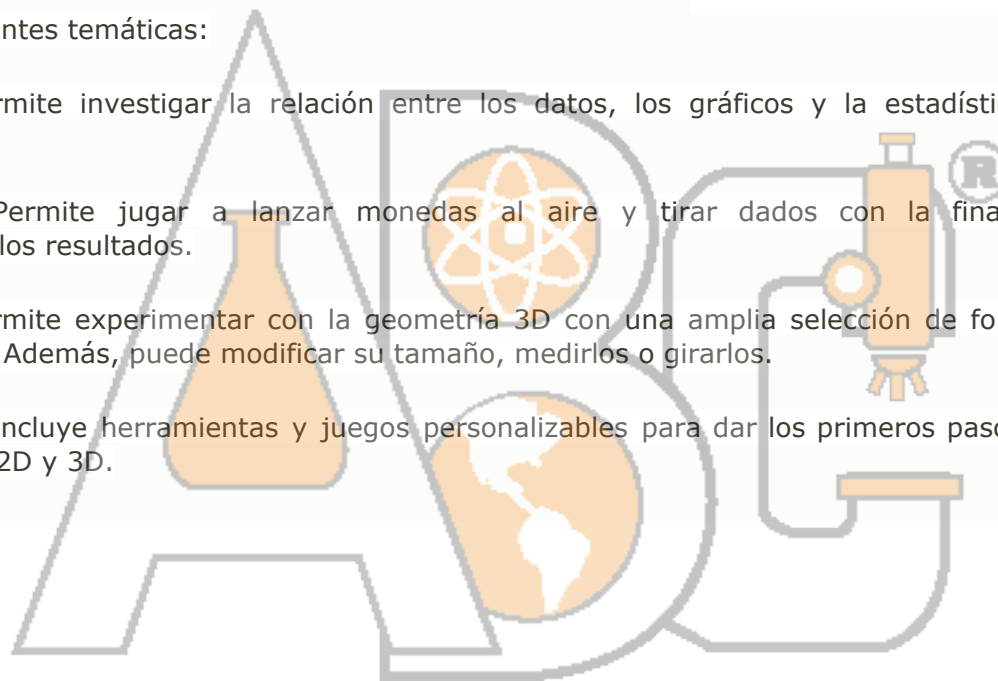 ntes temáticas:
rmite investigar la relación entre los datos, los gráficos y la estadísti
Permite jugar a lanzar monedas al aire y tirar dados con la fina
los resultados.
rmite experimentar con la geometría 3D con una amplia selección de fo
Además, puede modificar su tamaño, medirlos o girarlos.
ncluye herramientas y juegos personalizables para dar los primeros paso
2D y 3D.
ABC
®